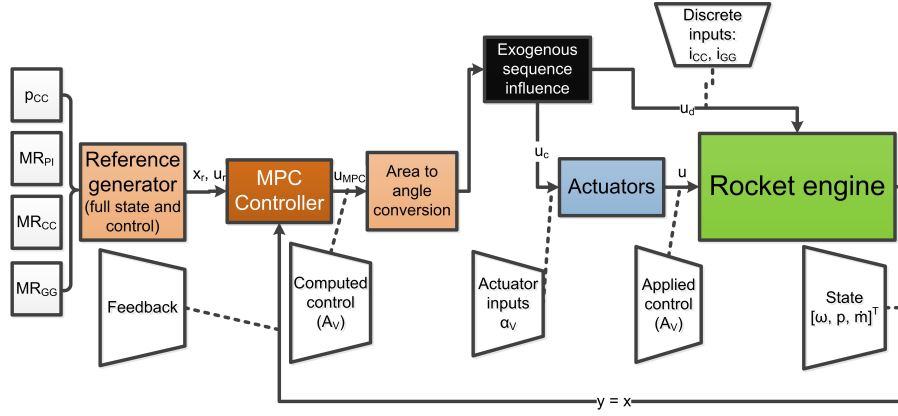 Discrete
inputs:
i_CC, i_GG
Exogenous
sequence
influence
p_CC
MR_PI
MR_CC
MR_GG
Reference
generator
(full state and
control)
x_r, u_r
MPC
Controller
u_MPC
Area to
angle
conversion
u_c
u_d
Actuators
u
Rocket engine
Feedback
Computed
control
(A_V)
Actuator
inputs
α_V
Applied
control
(A_V)
State
[ω, p, ṁ]^T
y = x